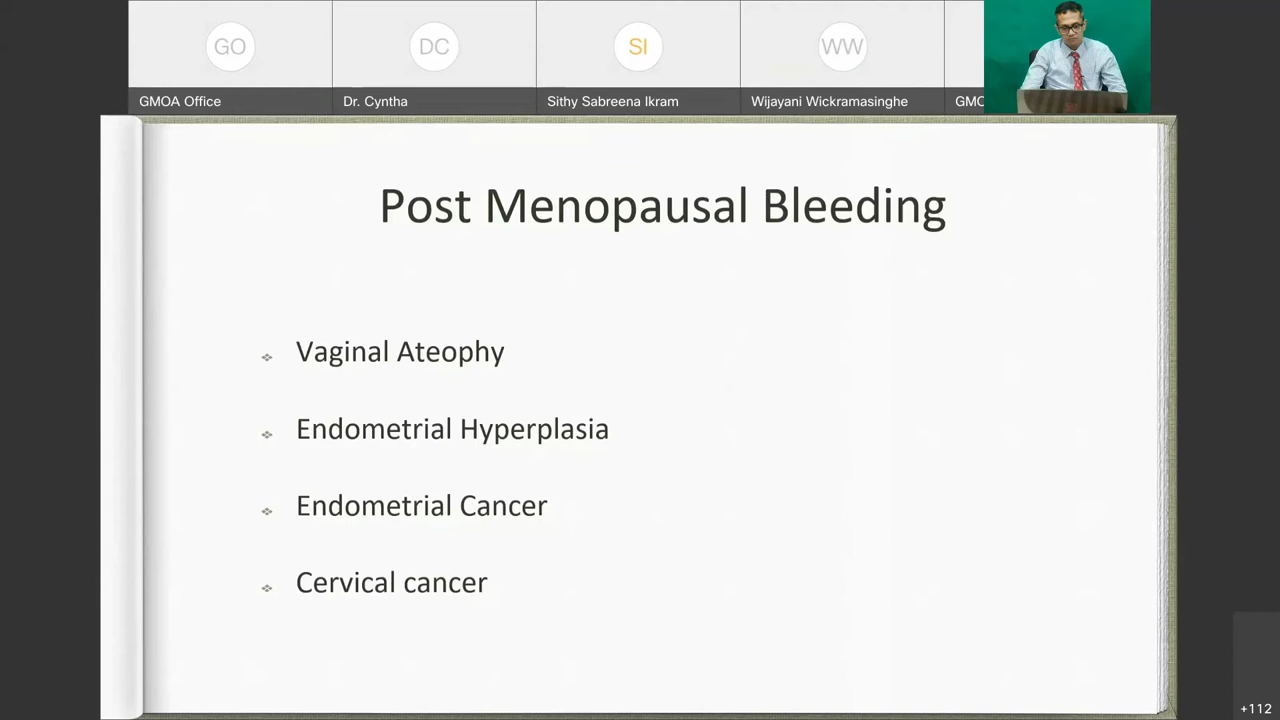 GO
DC
SI
WW
GMOA Office
Dr. Cyntha
Sithy Sabreena Ikram
Wijayani Wickramasinghe
GMO
Post Menopausal Bleeding
Vaginal Ateophy
Endometrial Hyperplasia
Endometrial Cancer
Cervical cancer
+112